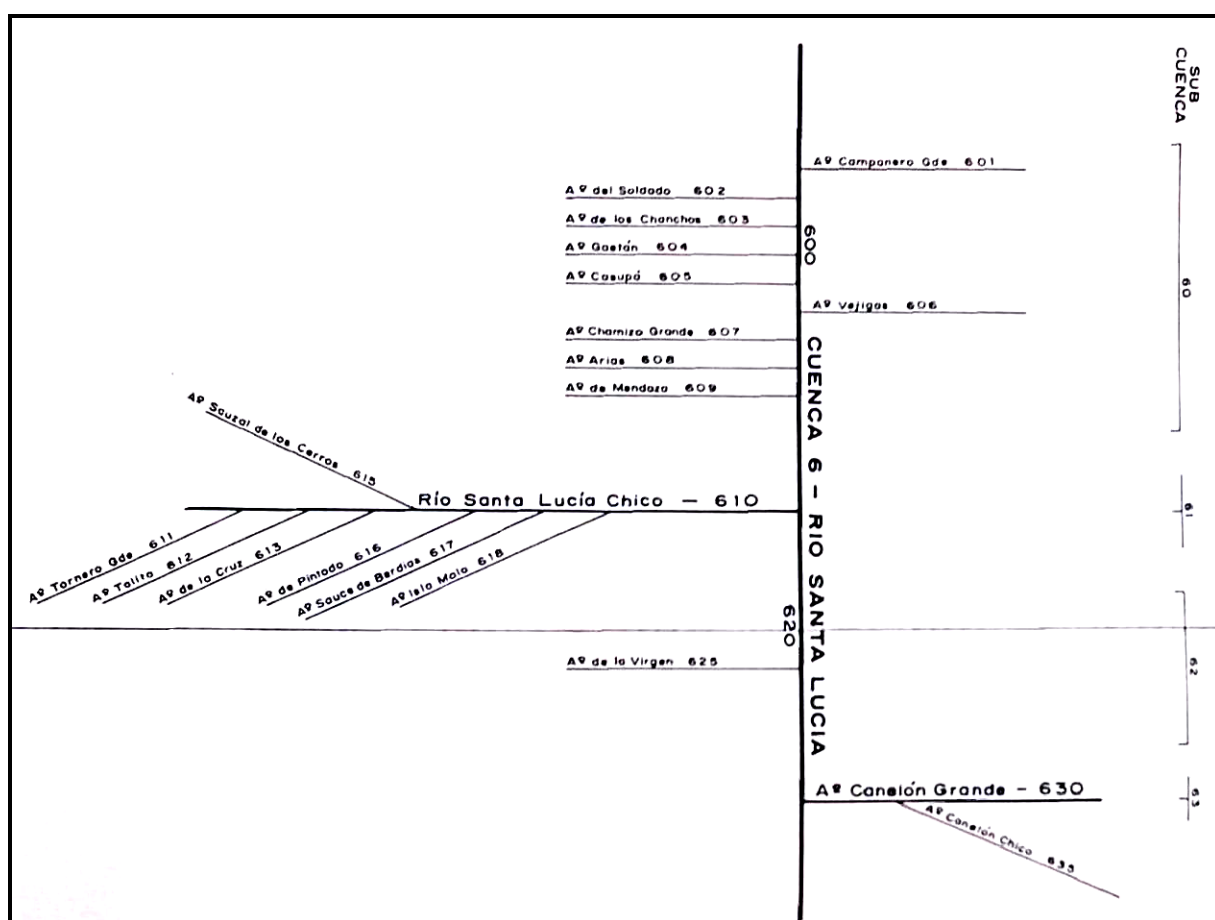 SUB
CUENCA
Aº Campanero Gde 601
Aº del Soldado 602
Aº de los Chanchos 603
600
Aº Gaetán 604
Aº Casupá 605
60
Aº Vejigas 606
Aº Chamizo Grande 607
Aº Arias 608
Aº de Mendoza 609
CUENCA 6 - RIO SANTA LUCIA
Aº Sauzal de los Cerros 615
Río Santa Lucía Chico - 610
61
Aº Tornero Gde 611
Aº Talita 612
Aº de la Cruz 613
Aº de Pintado 616
Aº Sauce de Berdias 617
Aº Isla Mala 618
620
Aº de la Virgen 625
62
Aº Canelón Grande - 630
63
Aº Canelón Chico 635